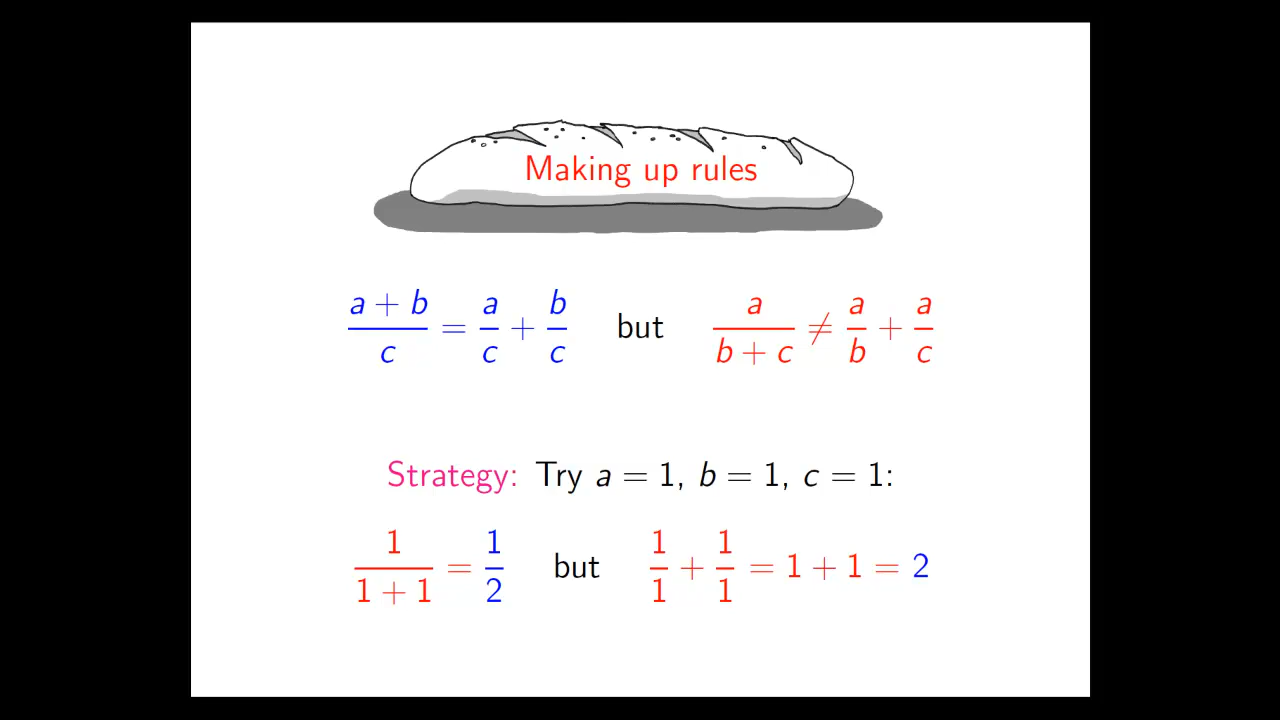 Making up rules
(a + b)/c = a/c + b/c but a/(b + c) ≠ a/b + a/c
Strategy: Try a = 1, b = 1, c = 1:
1/(1 + 1) = 1/2 but 1/1 + 1/1 = 1 + 1 = 2